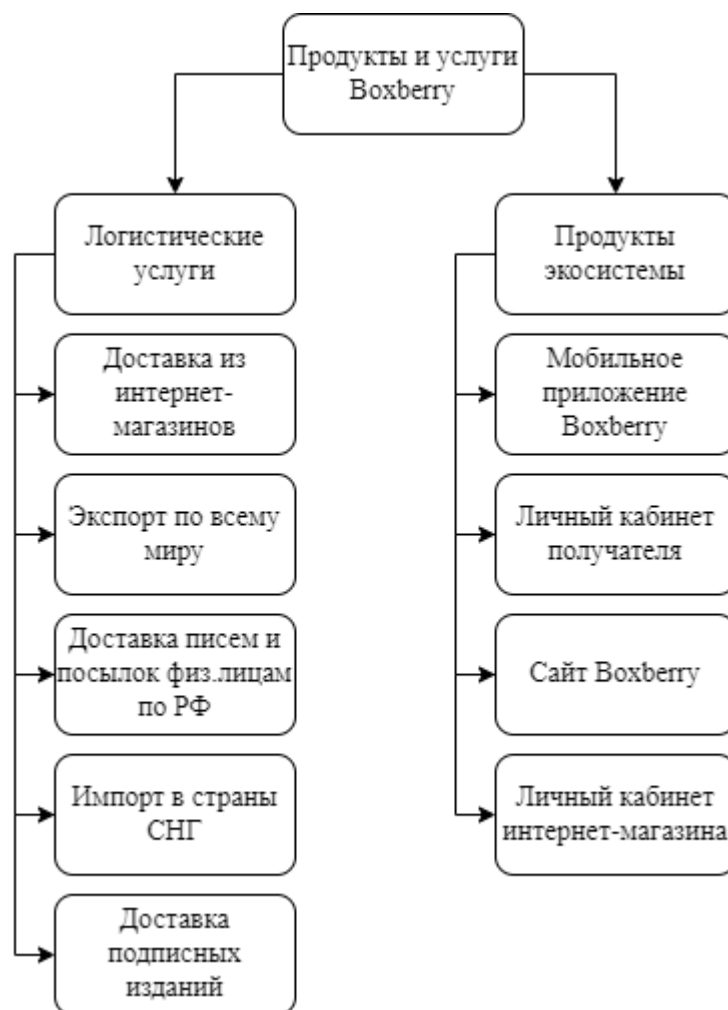 Продукты и услуги
Boxberry
Логистические
услуги
Доставка из
интернет-
магазинов
Экспорт по всему
миру
Доставка писем и
посылок физ.лицам
по РФ
Импорт в страны
СНГ
Доставка
подписных
изданий
Продукты
экосистемы
Мобильное
приложение
Boxberry
Личный кабинет
получателя
Сайт Boxberry
Личный кабинет
интернет-магазина